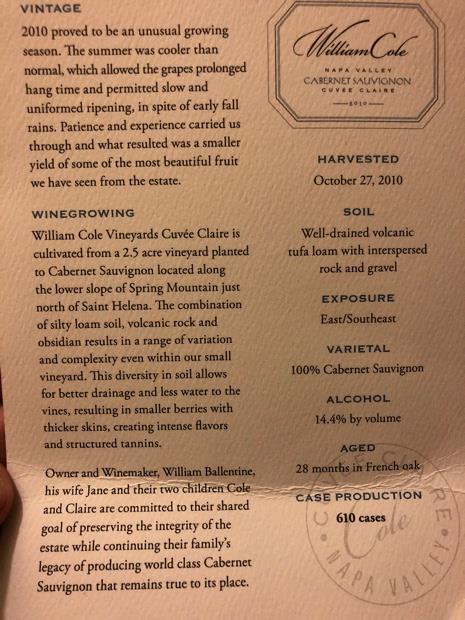 VINTAGE
2010 proved to be an unusual growing
season. The summer was cooler than
normal, which allowed the grapes prolonged
hang time and permitted slow and
uniformed ripening, in spite of early fall
rains. Patience and experience carried us
through and what resulted was a smaller
yield of some of the most beautiful fruit
we have seen from the estate.
WINEGROWING
William Cole Vineyards Cuvée Claire is
cultivated from a 2.5 acre vineyard planted
to Cabernet Sauvignon located along
the lower slope of Spring Mountain just
north of Saint Helena. The combination
of silty loam soil, volcanic rock and
obsidian results in a range of variation
and complexity even within our small
vineyard. This diversity in soil allows
for better drainage and less water to the
vines, resulting in smaller berries with
thicker skins, creating intense flavors
and structured tannins.
Owner and Winemaker, William Ballentine,
his wife Jane and their two children Cole
and Claire are committed to their shared
goal of preserving the integrity of the
estate while continuing their family's
legacy of producing world class Cabernet
Sauvignon that remains true to its place.
William Cole
NAPA VALLEY
CABERNET SAUVIGNON
CUVÉE CLAIRE
2010
HARVESTED
October 27, 2010
SOIL
Well-drained volcanic
tufa loam with interspersed
rock and gravel
EXPOSURE
East/Southeast
VARIETAL
100% Cabernet Sauvignon
ALCOHOL
14.4% by volume
AGED
28 months in French oak
CASE PRODUCTION
610 cases
CUVÉE CLAIRE
Cole
NAPA VALLEY